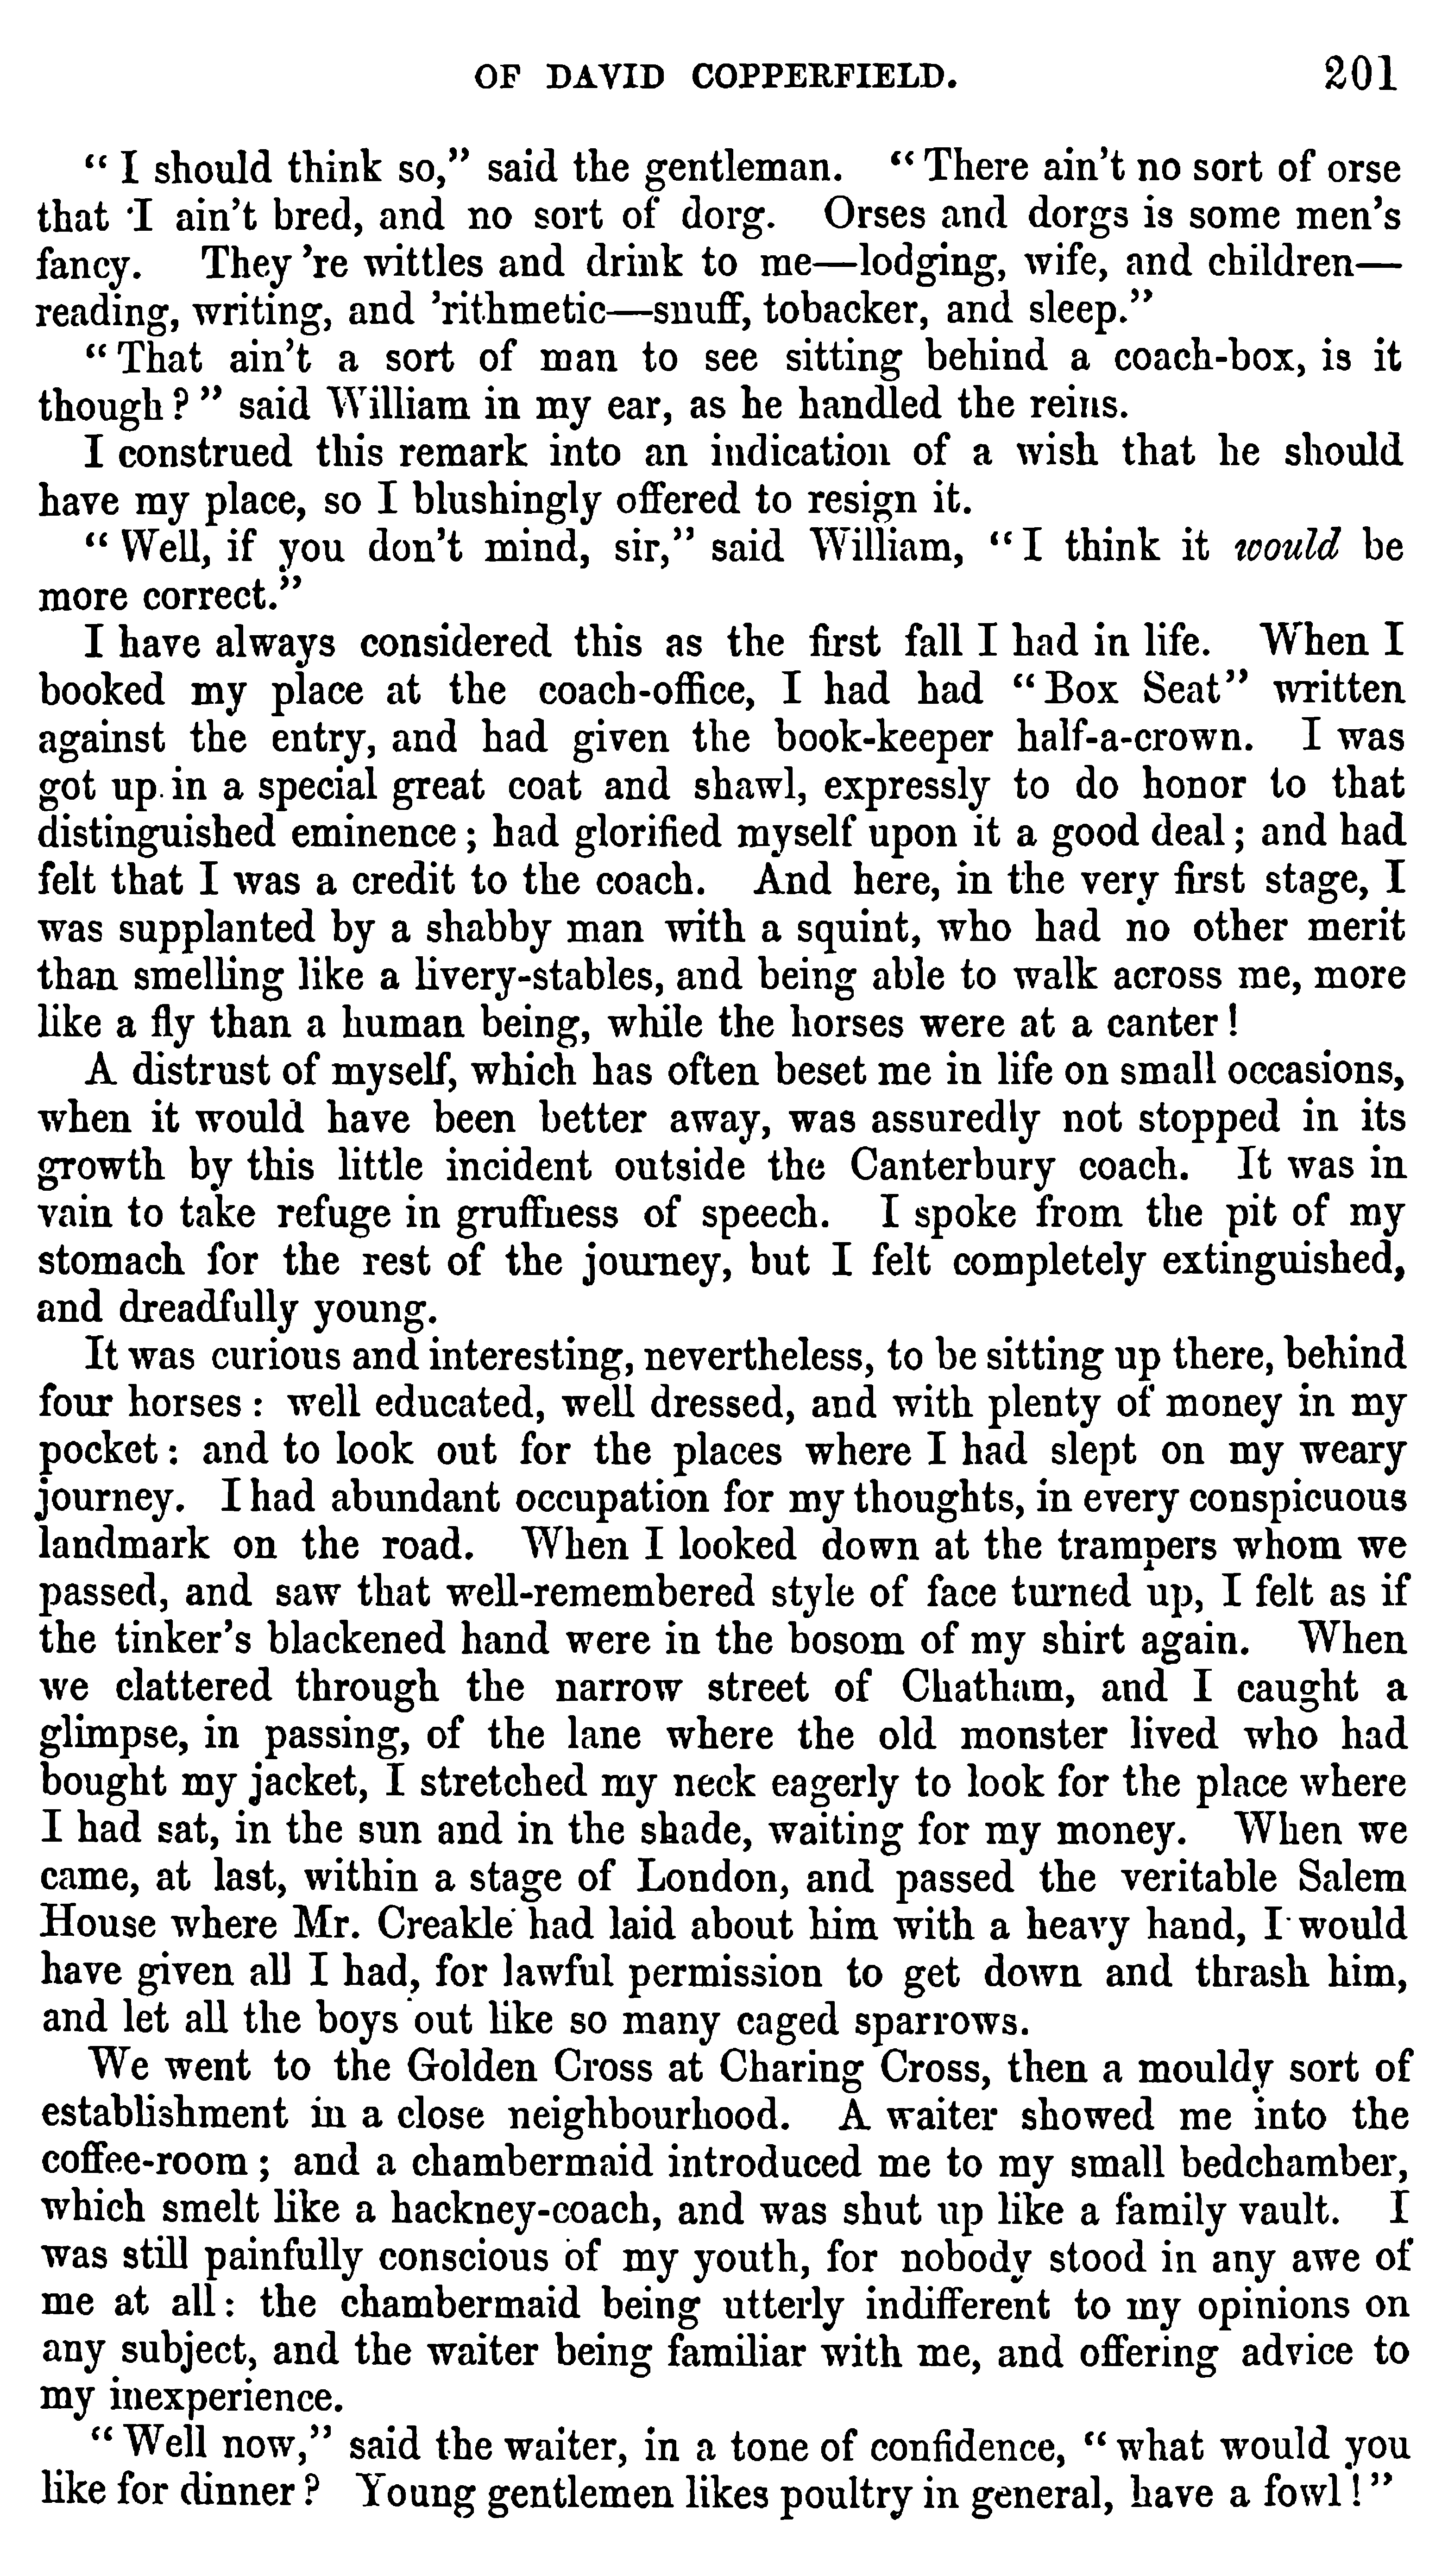 OF DAVID COPPERFIELD. 201
“ I should think so,” said the gentleman. “ There ain't no sort of orse
that I ain't bred, and no sort of dorg. Orses and dorgs is some men's
fancy. They 're wittles and drink to me—lodging, wife, and children—
reading, writing, and 'rithmetic—snuff, tobacker, and sleep.”
“ That ain't a sort of man to see sitting behind a coach-box, is it
though ? ” said William in my ear, as he handled the reins.
I construed this remark into an indication of a wish that he should
have my place, so I blushingly offered to resign it.
“ Well, if you don't mind, sir,” said William, “ I think it would be
more correct.”
I have always considered this as the first fall I had in life. When I
booked my place at the coach-office, I had had “ Box Seat” written
against the entry, and had given the book-keeper half-a-crown. I was
got up in a special great coat and shawl, expressly to do honor to that
distinguished eminence ; had glorified myself upon it a good deal ; and had
felt that I was a credit to the coach. And here, in the very first stage, I
was supplanted by a shabby man with a squint, who had no other merit
than smelling like a livery-stables, and being able to walk across me, more
like a fly than a human being, while the horses were at a canter !
A distrust of myself, which has often beset me in life on small occasions,
when it would have been better away, was assuredly not stopped in its
growth by this little incident outside the Canterbury coach. It was in
vain to take refuge in gruffness of speech. I spoke from the pit of my
stomach for the rest of the journey, but I felt completely extinguished,
and dreadfully young.
It was curious and interesting, nevertheless, to be sitting up there, behind
four horses : well educated, well dressed, and with plenty of money in my
pocket : and to look out for the places where I had slept on my weary
journey. I had abundant occupation for my thoughts, in every conspicuous
landmark on the road. When I looked down at the trampers whom we
passed, and saw that well-remembered style of face turned up, I felt as if
the tinker's blackened hand were in the bosom of my shirt again. When
we clattered through the narrow street of Chatham, and I caught a
glimpse, in passing, of the lane where the old monster lived who had
bought my jacket, I stretched my neck eagerly to look for the place where
I had sat, in the sun and in the shade, waiting for my money. When we
came, at last, within a stage of London, and passed the veritable Salem
House where Mr. Creakle had laid about him with a heavy hand, I would
have given all I had, for lawful permission to get down and thrash him,
and let all the boys out like so many caged sparrows.
We went to the Golden Cross at Charing Cross, then a mouldy sort of
establishment in a close neighbourhood. A waiter showed me into the
coffee-room ; and a chambermaid introduced me to my small bedchamber,
which smelt like a hackney-coach, and was shut up like a family vault. I
was still painfully conscious of my youth, for nobody stood in any awe of
me at all : the chambermaid being utterly indifferent to my opinions on
any subject, and the waiter being familiar with me, and offering advice to
my inexperience.
“ Well now,” said the waiter, in a tone of confidence, “ what would you
like for dinner ? Young gentlemen likes poultry in general, have a fowl ! ”